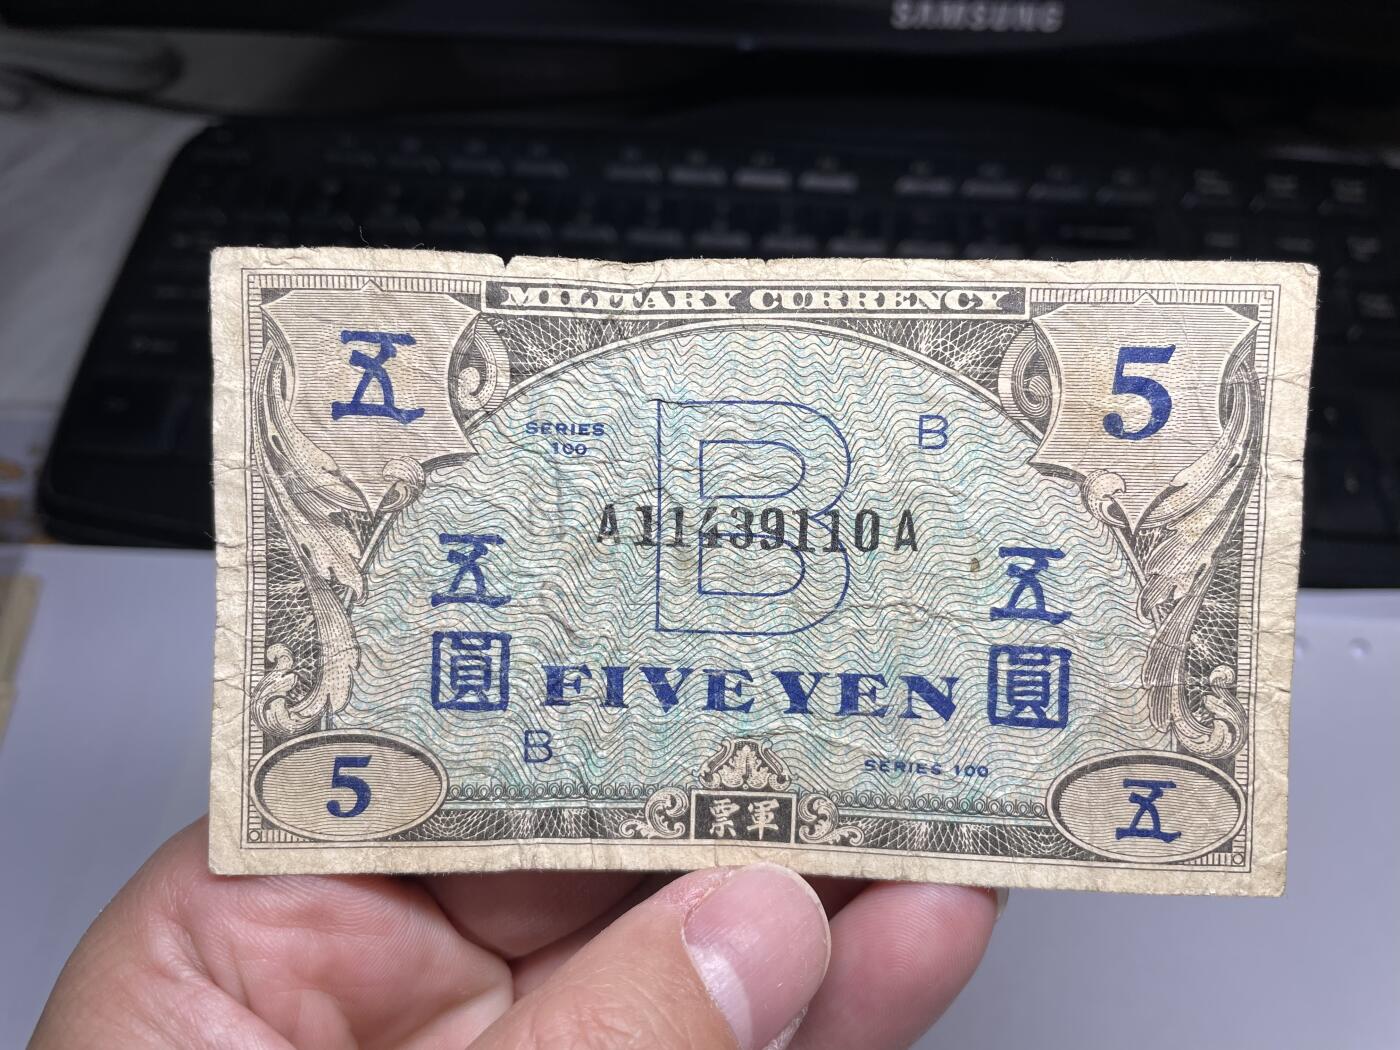 SAMSUNG
MILITARY CURRENCY
五
5
SERIES
100
B
B
A11439110A
五
圓
五
圓
FIVE YEN
B
SERIES 100
5
票軍
五